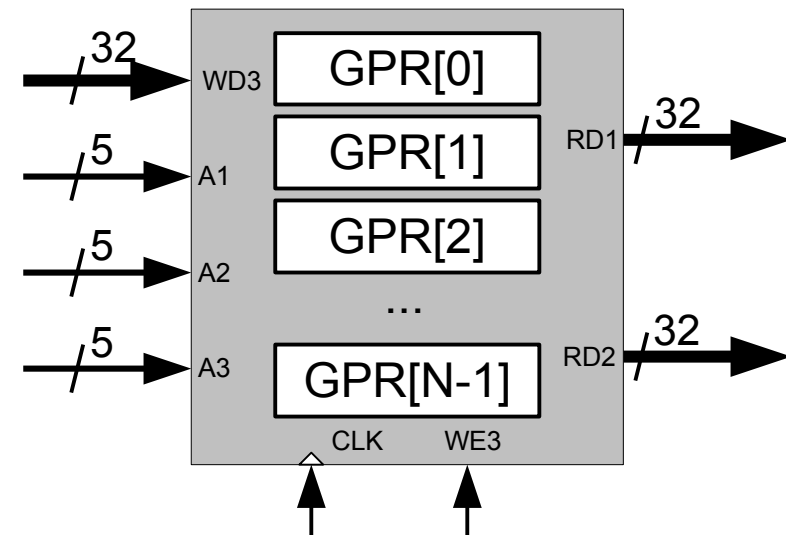 32
WD3
GPR[0]
5
A1
GPR[1]
RD1
32
5
A2
GPR[2]
...
5
A3
GPR[N-1]
RD2
32
CLK
WE3